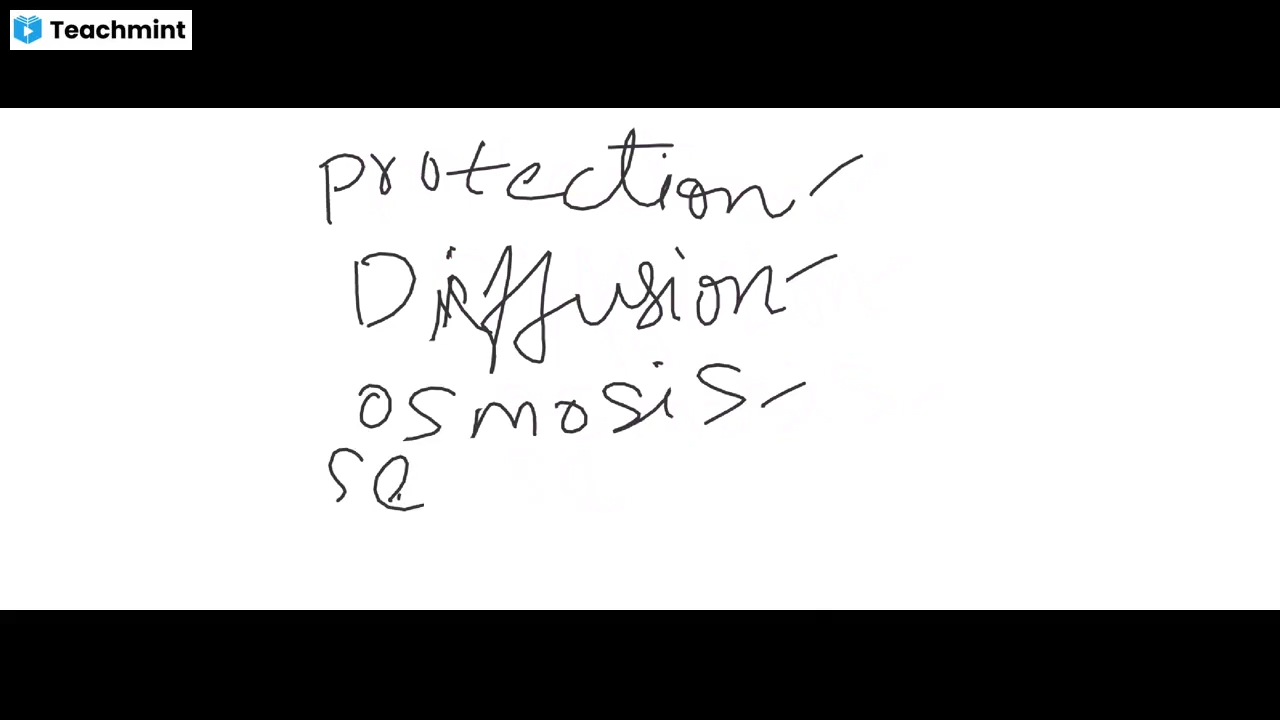 Teachmint
protection -
Diffusion -
osmosis -
se